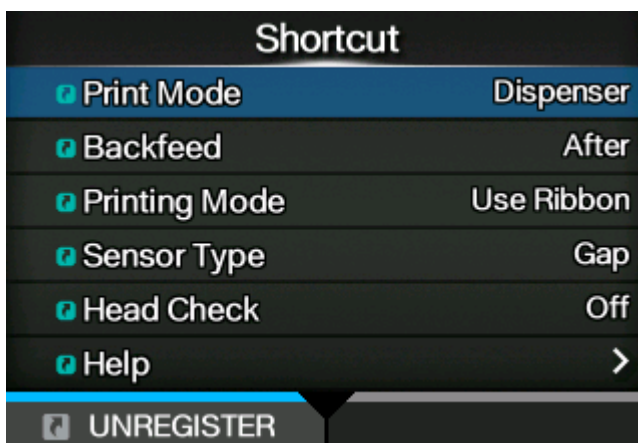 Shortcut
Print Mode Dispenser
Backfeed After
Printing Mode Use Ribbon
Sensor Type Gap
Head Check Off
Help >
UNREGISTER